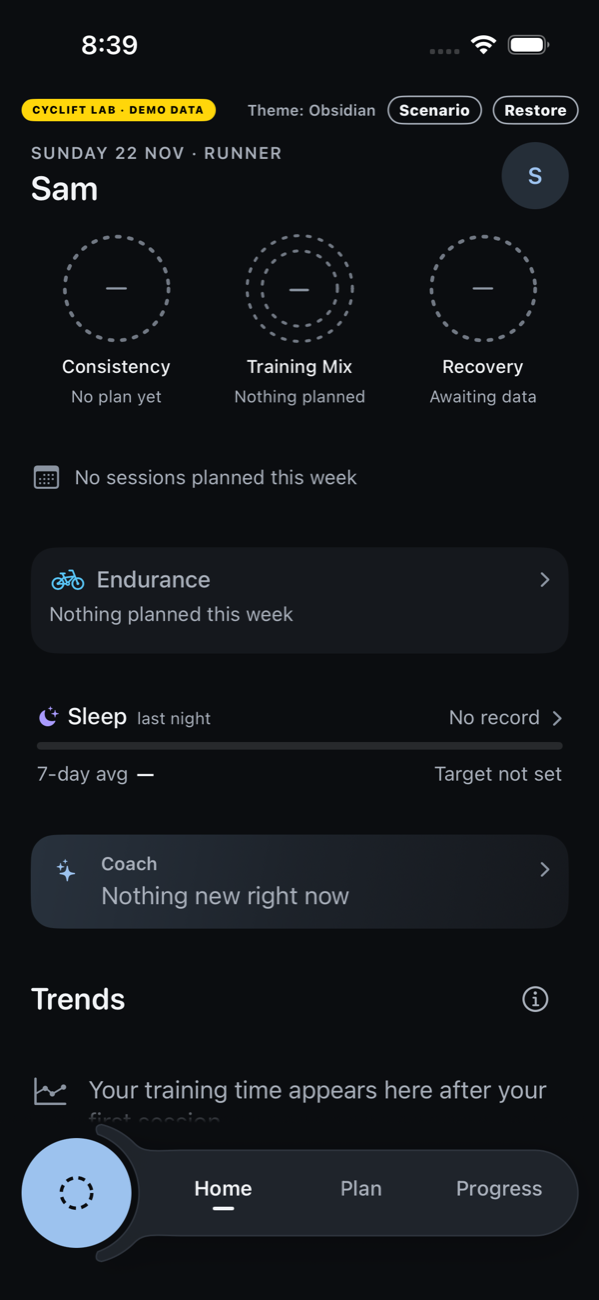 8:39
CYCLIFT LAB · DEMO DATA
Theme: Obsidian
Scenario
Restore
SUNDAY 22 NOV · RUNNER
Sam
S
Consistency
No plan yet
Training Mix
Nothing planned
Recovery
Awaiting data
No sessions planned this week
Endurance
Nothing planned this week
Sleep last night
No record
7-day avg —
Target not set
Coach
Nothing new right now
Trends
Your training time appears here after your
first session
Home
Plan
Progress